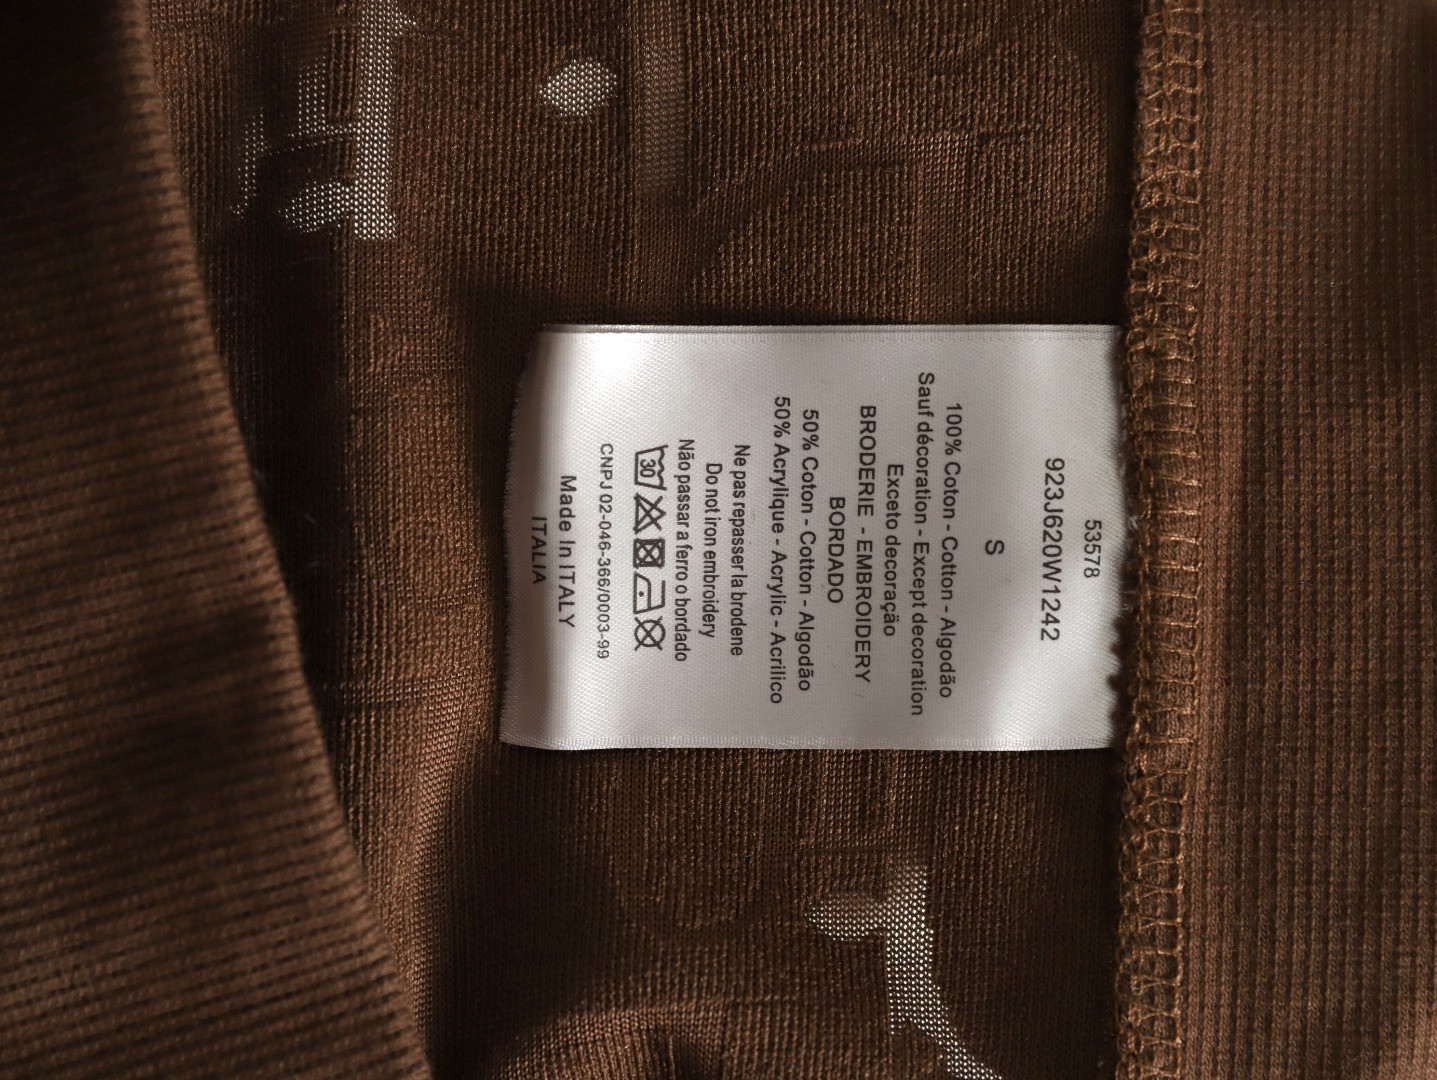 53578
923J620W1242
S
100% Coton - Cotton - Algodão
Sauf décoration - Except decoration
Exceto decoração
BRODERIE - EMBROIDERY
BORDADO
50% Coton - Cotton - Algodão
50% Acrylique - Acrylic - Acrilico
Ne pas repasser la brodene
Do not iron embroidery
Não passar a ferro o bordado
30
CNPJ 02-046-366/0003-99
Made In ITALY
ITALIA